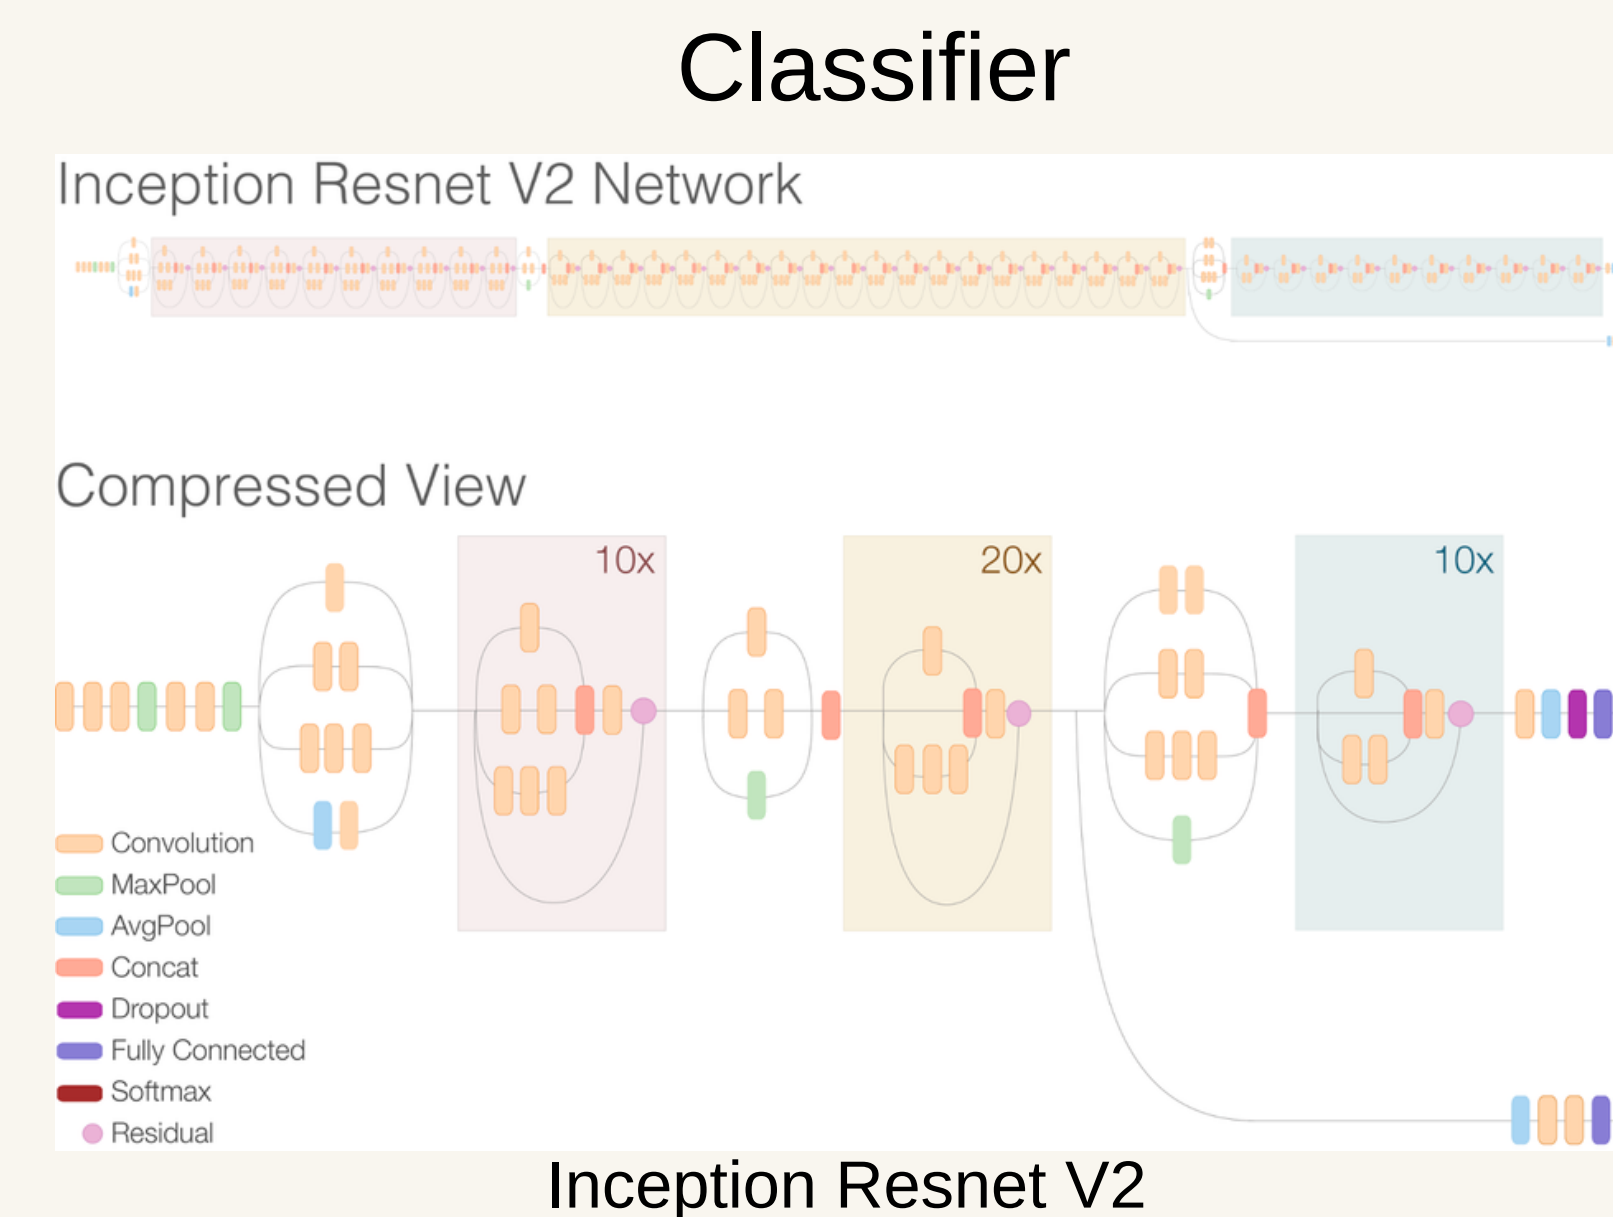 Classifier
Inception Resnet V2 Network
Compressed View
10x
20x
10x
Convolution
MaxPool
AvgPool
Concat
Dropout
Fully Connected
Softmax
Residual
Inception Resnet V2